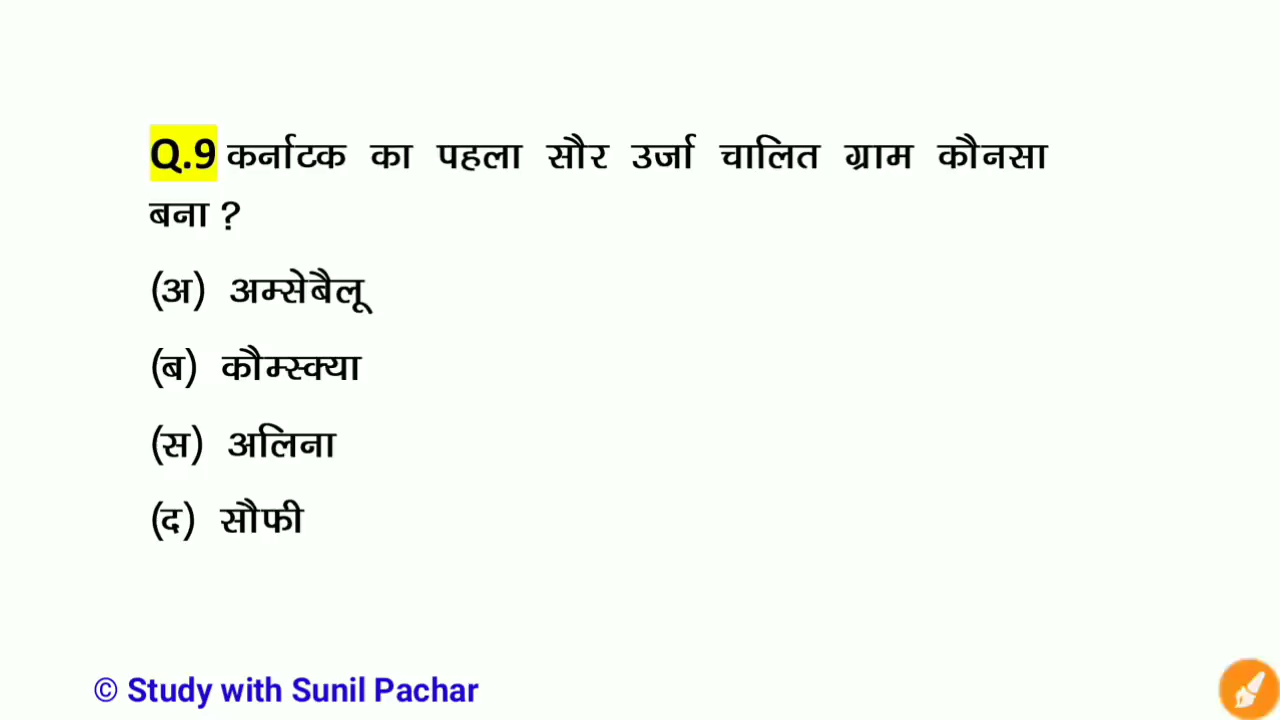 Q.9 कर्नाटक का पहला सौर उर्जा चालित ग्राम कौनसा
बना ?
(अ) अम्सेबैलू
(ब) कौम्स्क्या
(स) अलिना
(द) सौफी
© Study with Sunil Pachar